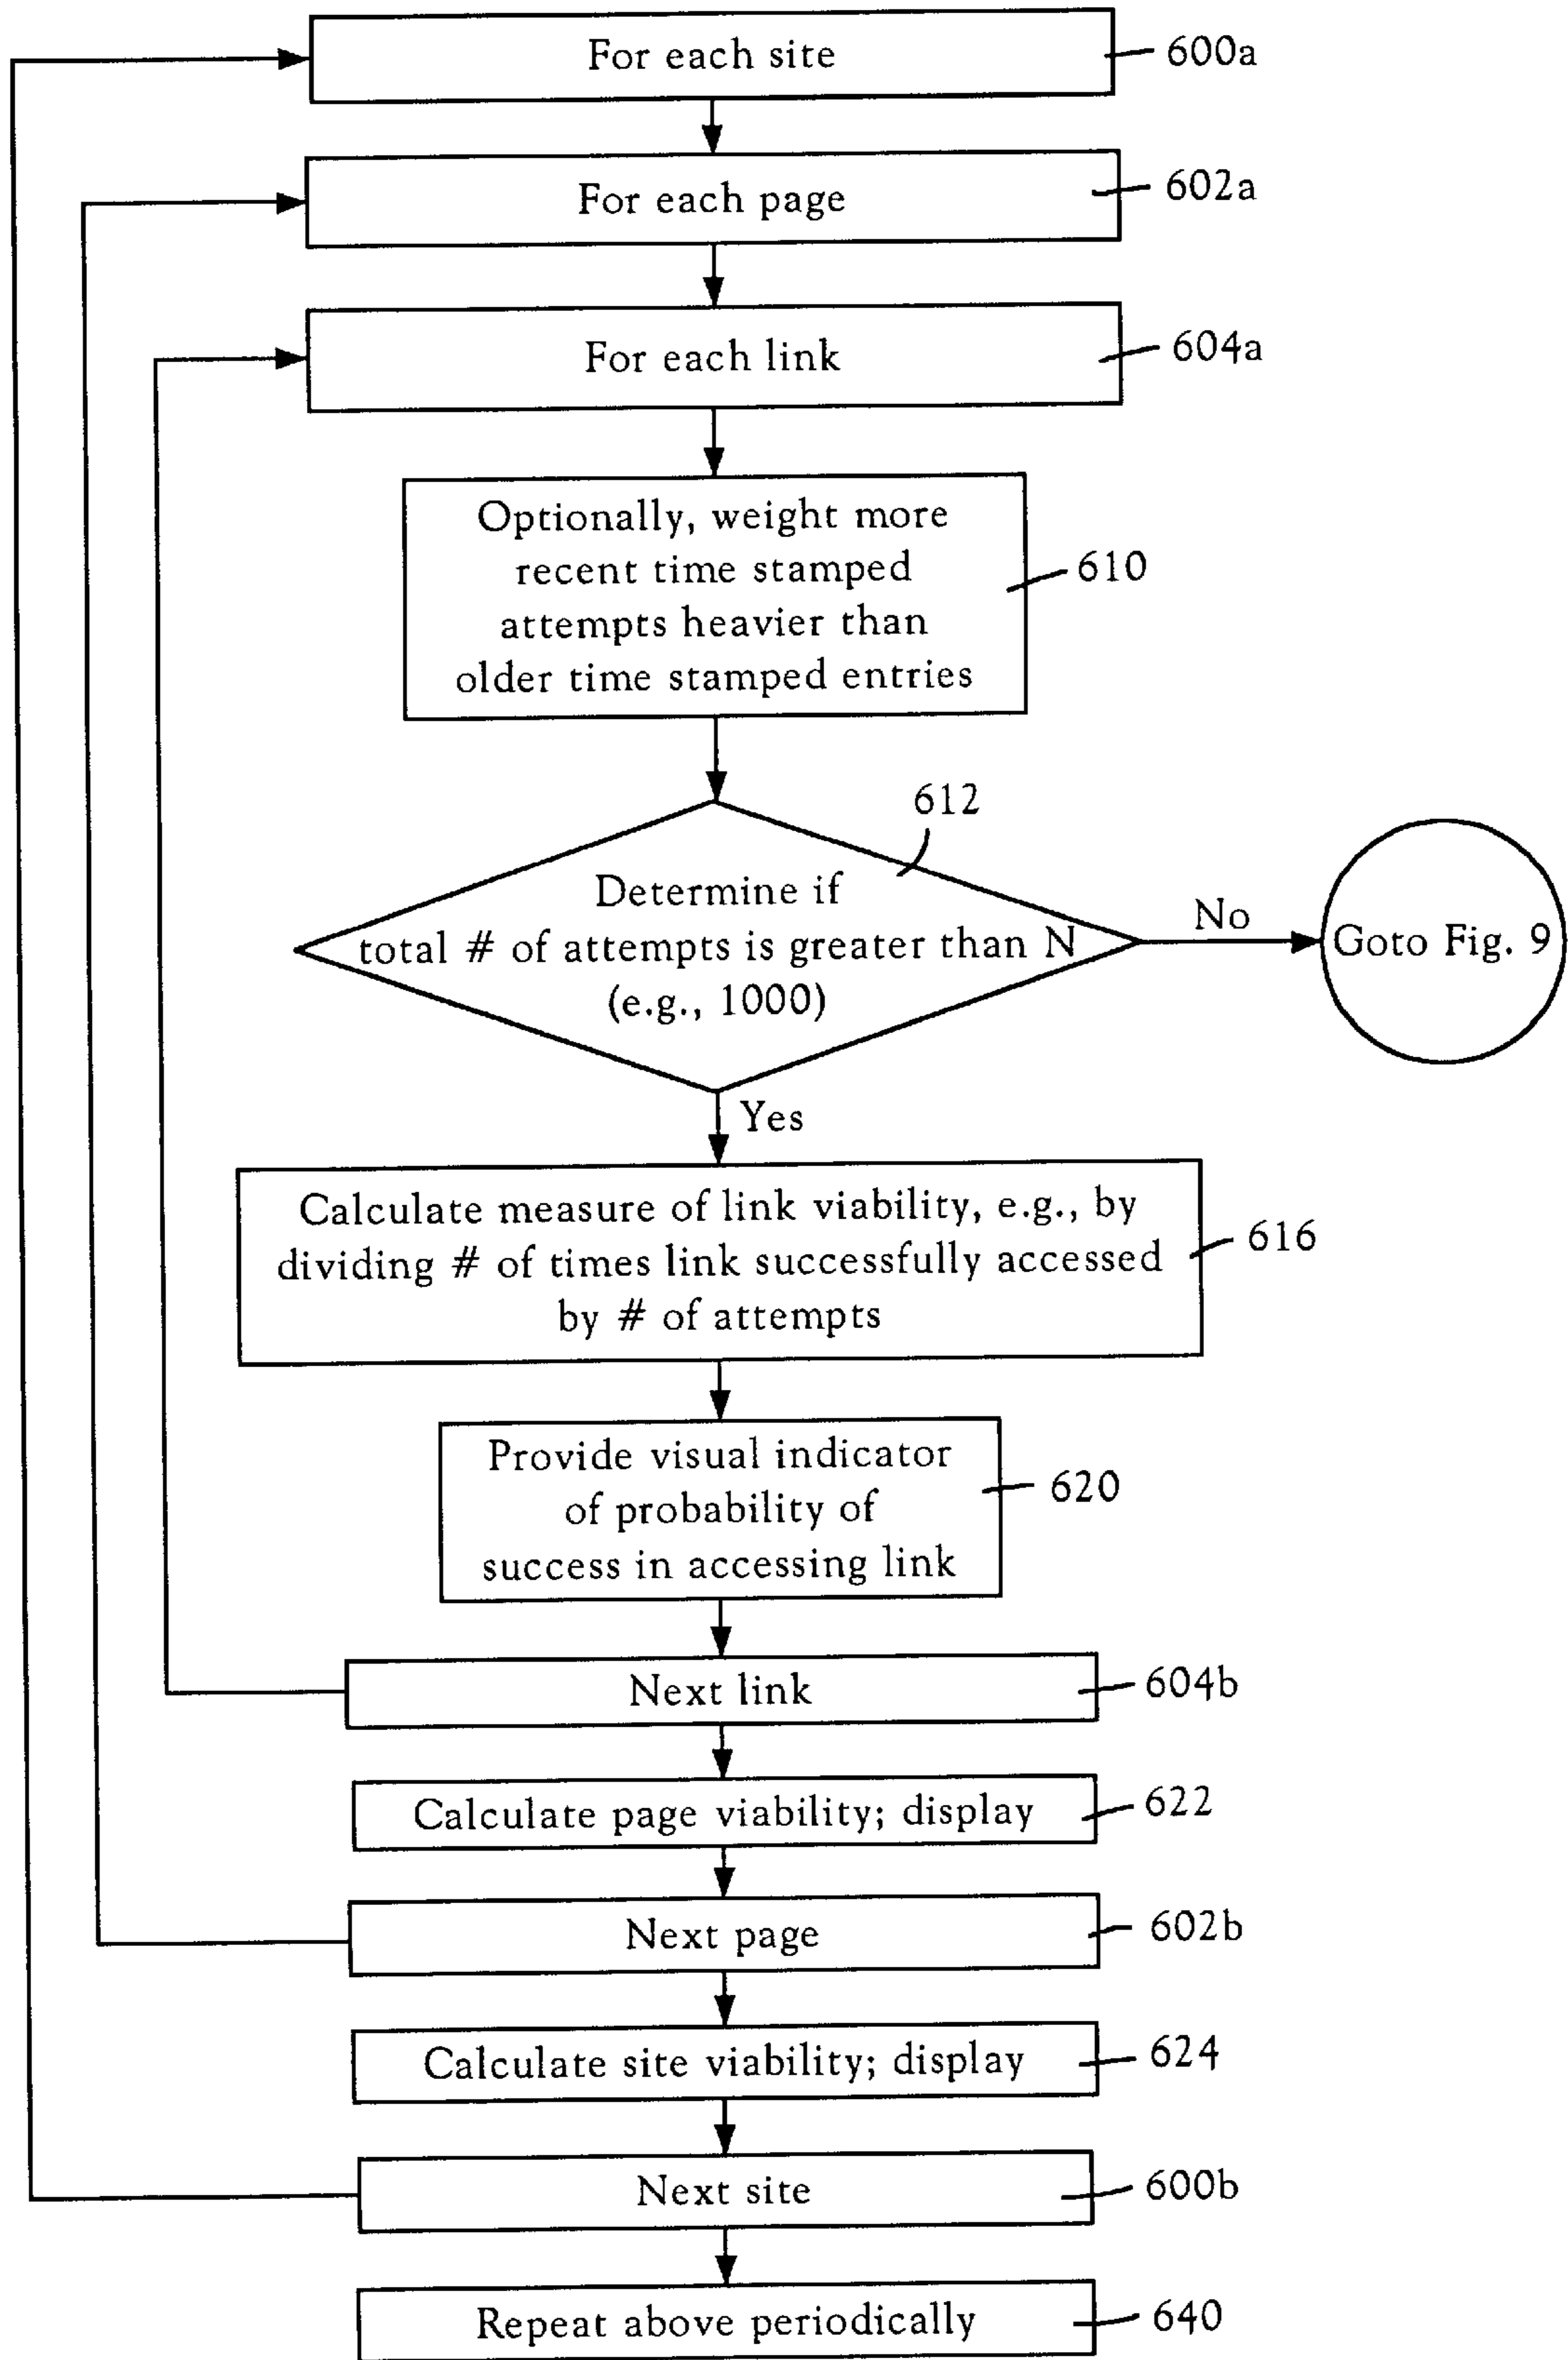 For each site
600a
For each page
602a
For each link
604a
Optionally, weight more
recent time stamped
attempts heavier than
older time stamped entries
610
612
Determine if
total # of attempts is greater than N
(e.g., 1000)
No
Goto Fig. 9
Yes
Calculate measure of link viability, e.g., by
dividing # of times link successfully accessed
by # of attempts
616
Provide visual indicator
of probability of
success in accessing link
620
Next link
604b
Calculate page viability; display
622
Next page
602b
Calculate site viability; display
624
Next site
600b
Repeat above periodically
640